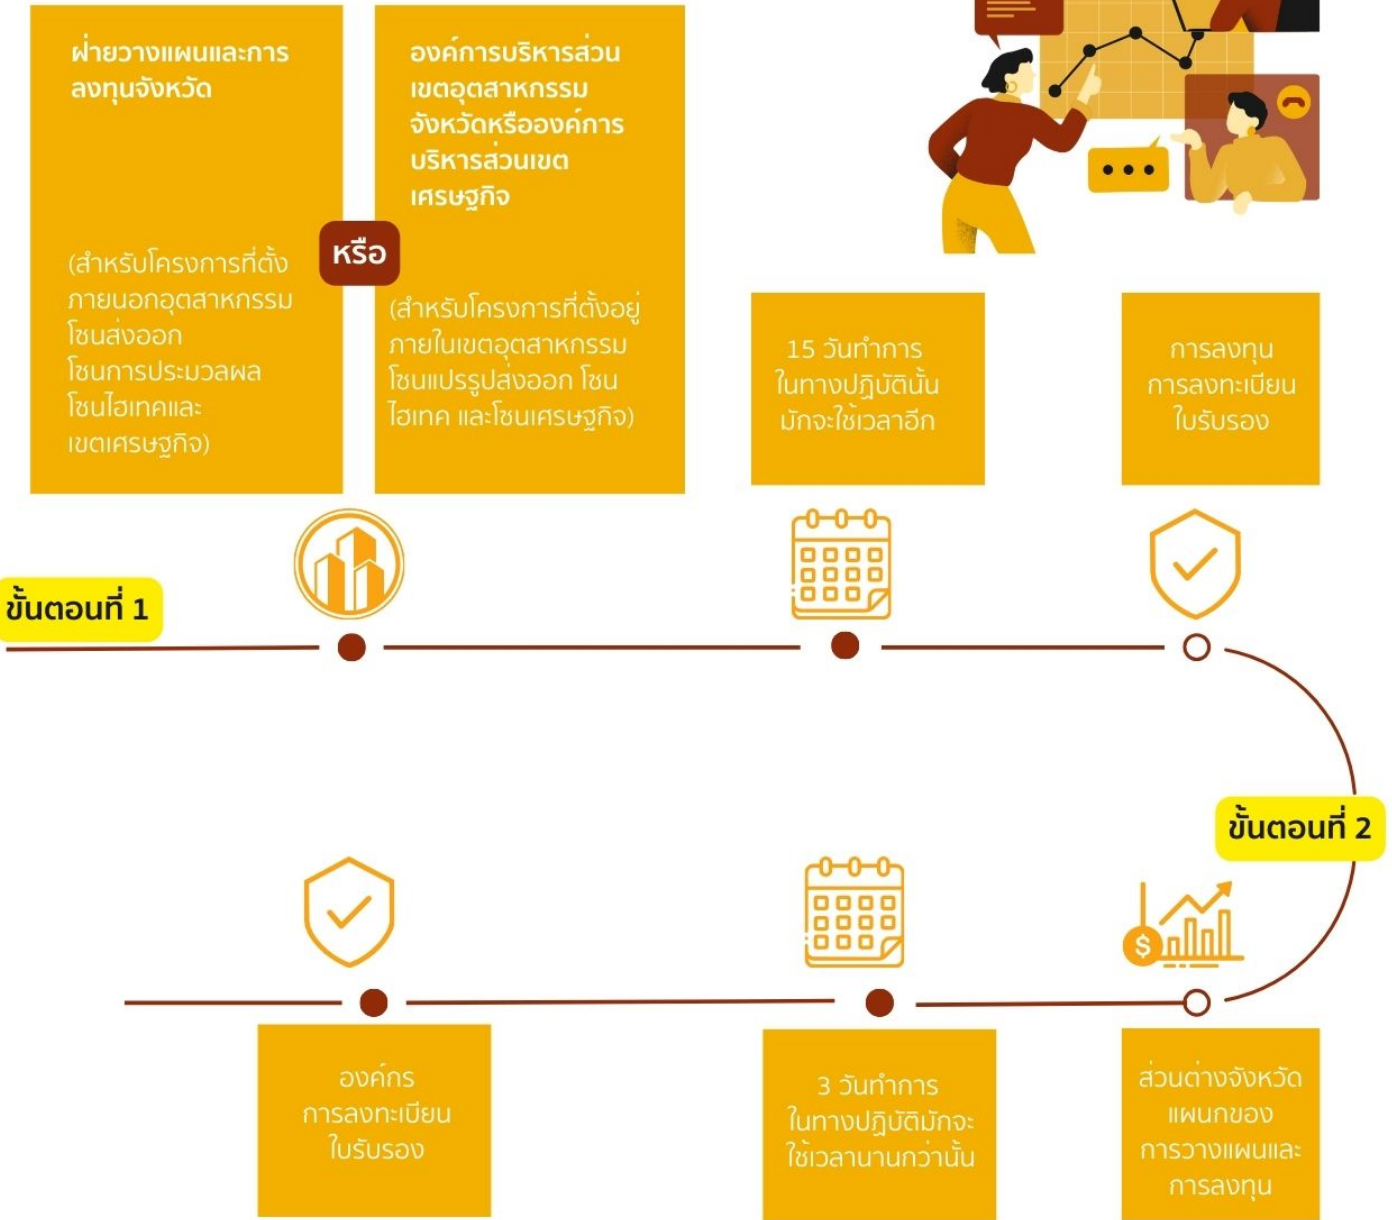 ฝ่ายวางแผนและการ
ลงทุนจังหวัด
(สำหรับโครงการที่ตั้ง
ภายนอกอุตสาหกรรม
โซนส่งออก
โซนการประมวลผล
โซนไฮเทคและ
เขตเศรษฐกิจ)
หรือ
องค์การบริหารส่วน
เขตอุตสาหกรรม
จังหวัดหรือองค์การ
บริหารส่วนเขต
เศรษฐกิจ
(สำหรับโครงการที่ตั้งอยู่
ภายในเขตอุตสาหกรรม
โซนแปรรูปส่งออก โซน
ไฮเทค และโซนเศรษฐกิจ)
15 วันทำการ
ในทางปฏิบัตินั้น
มักจะใช้เวลาอีก
การลงทุน
การลงทะเบียน
ใบรับรอง
ขั้นตอนที่ 1
ขั้นตอนที่ 2
$
องค์กร
การลงทะเบียน
ใบรับรอง
3 วันทำการ
ในทางปฏิบัติมักจะ
ใช้เวลานานกว่านั้น
ส่วนต่างจังหวัด
แผนกของ
การวางแผนและ
การลงทุน